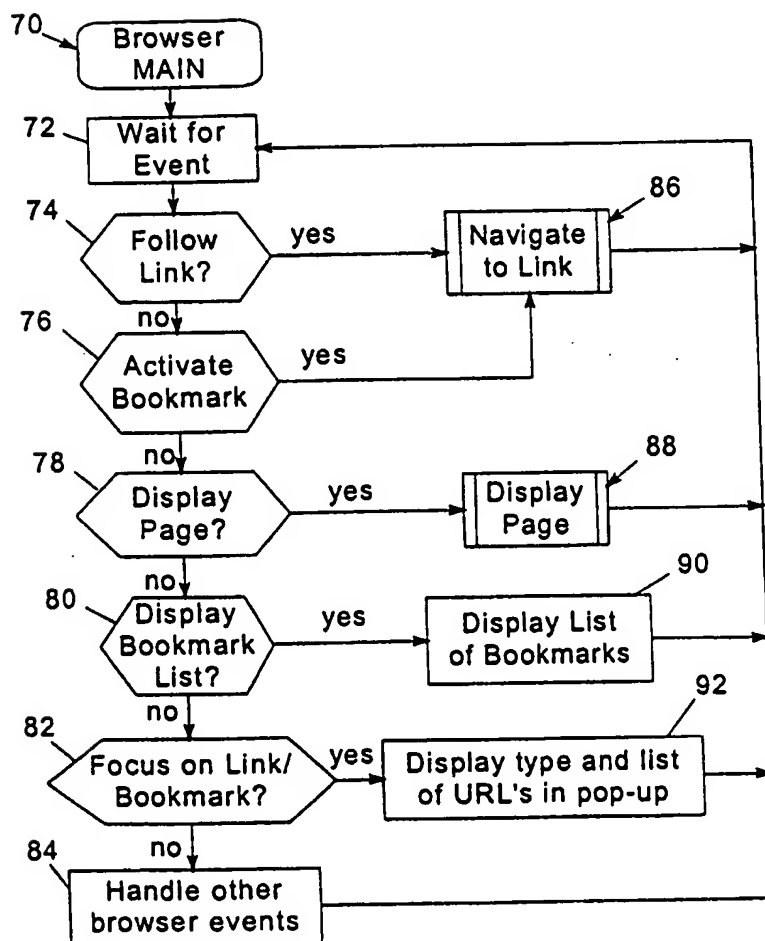 70
Browser
MAIN
72
Wait for
Event
74
Follow
Link?
yes
86
Navigate
to Link
no
76
Activate
Bookmark
yes
no
78
Display
Page?
yes
88
Display
Page
no
80
Display
Bookmark
List?
yes
90
Display List
of Bookmarks
no
82
Focus on Link/
Bookmark?
yes
92
Display type and list
of URL's in pop-up
no
84
Handle other
browser events